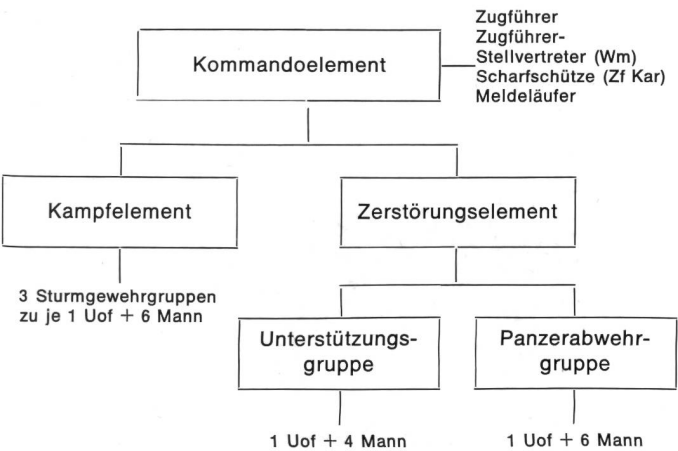 Kommandoelement
Zugführer
Zugführer-
Stellvertreter (Wm)
Scharfschütze (Zf Kar)
Meldeläufer
Kampfelement
Zerstörungselement
3 Sturmgewehrgruppen
zu je 1 Uof + 6 Mann
Unterstützungs-
gruppe
Panzerabwehr-
gruppe
1 Uof + 4 Mann
1 Uof + 6 Mann